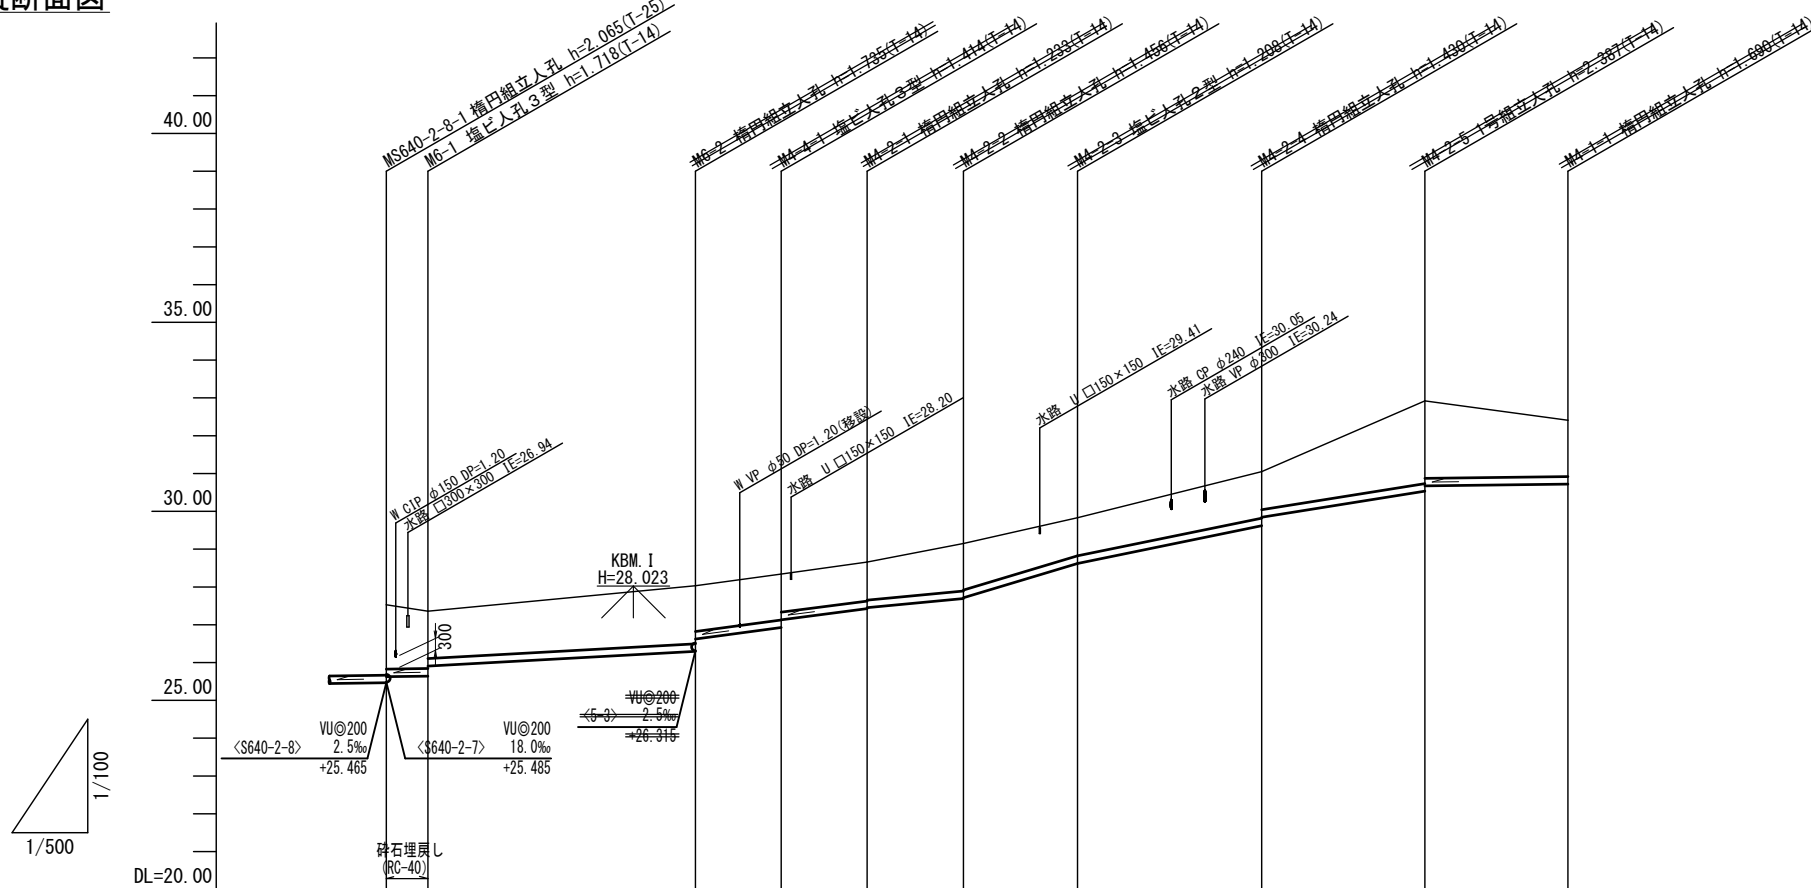 断面図
MS640-2-8-1 楕円組立人孔 h=2.065(T-25)
M6-1 塩ビ人孔3型 h=1.718(T-14)
M6-2 楕円組立人孔 h=1.735(T-14)
M4-4-1 塩ビ人孔3型 h=1.414(T-14)
M4-2-1 楕円組立人孔 h=1.233(T-14)
M4-2-2 楕円組立人孔 h=1.456(T-14)
M4-2-3 塩ビ人孔2型 h=1.208(T-14)
M4-2-4 楕円組立人孔 h=1.430(T-14)
M4-2-5 1号組立人孔 h=2.387(T-14)
M4-1-1 楕円組立人孔 h=1.690(T-14)
40.00
35.00
30.00
25.00
DL=20.00
W CIP φ150 DP=1.20
水路 □300×300 IE=26.94
W VP φ50 DP=1.20(移設)
水路 U □150×150 IE=28.20
水路 U □150×150 IE=29.41
水路 CP φ240 IE=30.05
水路 VP φ300 IE=30.24
KBM.I
H=28.023
300
VU◎200
〈S640-2-8〉 2.5‰
+25.465
VU◎200
〈S640-2-7〉 18.0‰
+25.485
VU◎200
〈5-3〉 2.5‰
+26.315
1/100
1/500
砕石埋戻し
(RC-40)